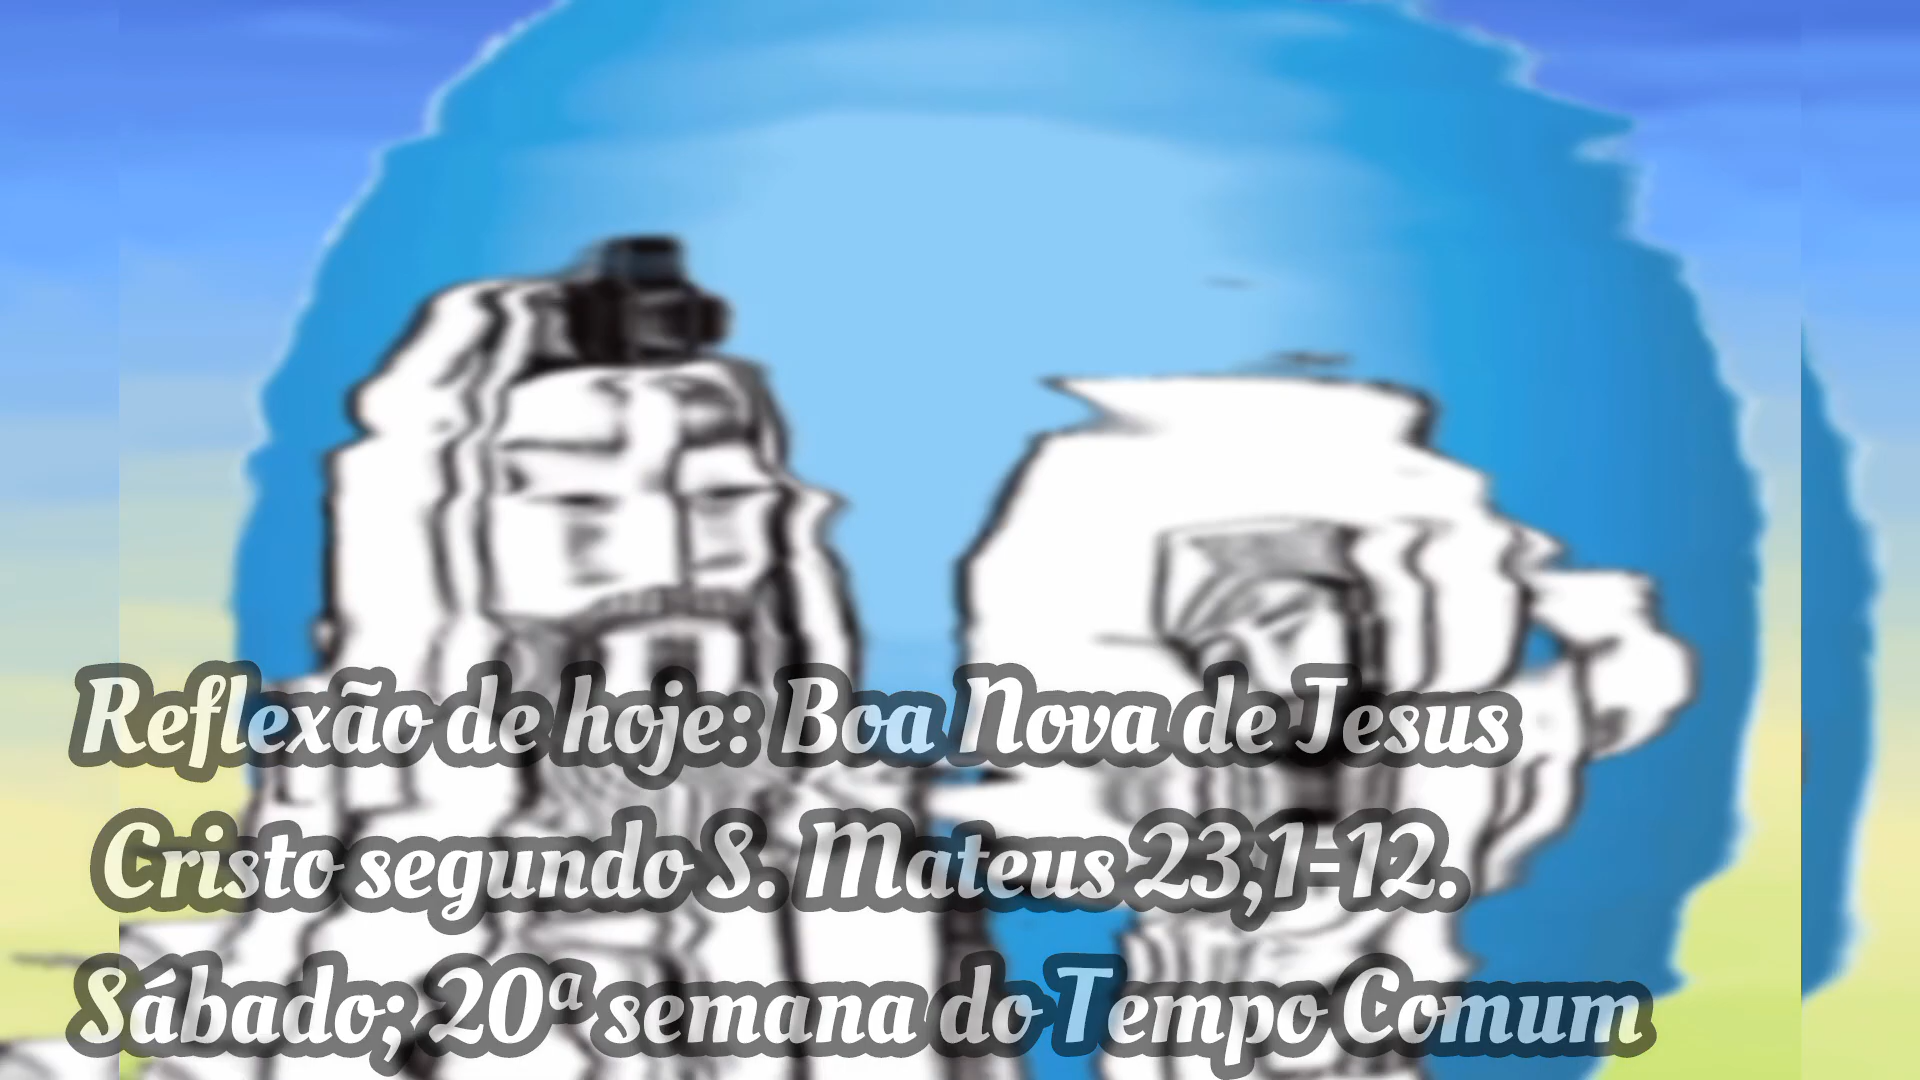 Reflexão de hoje: Boa Nova de Jesus
Cristo segundo S. Mateus 23,1-12.
Sábado; 20ª semana do Tempo Comum